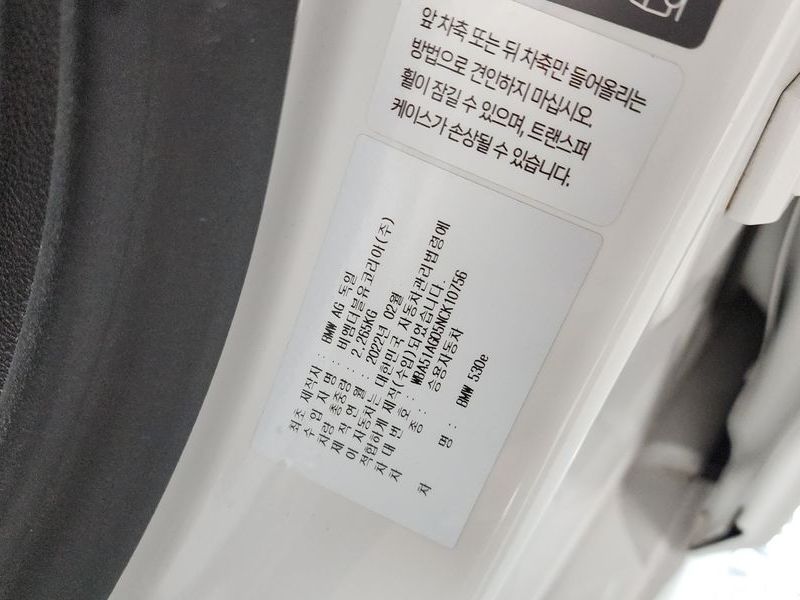 앞 차축 또는 뒤 차축만 들어올리는
방법으로 견인하지 마십시오.
휠이 잠길 수 있으며, 트랜스퍼
케이스가 손상될 수 있습니다.
최초 제작자 : BMW AG 독일
수 입 자 명 : 비엠더블유코리아(주)
차량 총중량 : 2.265KG
제 작 연 월 : 2022년 02월
이 자동차는 대한민국 자동차관리법령에
적합하게 제작(수입)되었습니다.
차 대 번 호 : WBA51AG05NCK10756
차 종 : 승용자동차
차 명 : BMW 530e